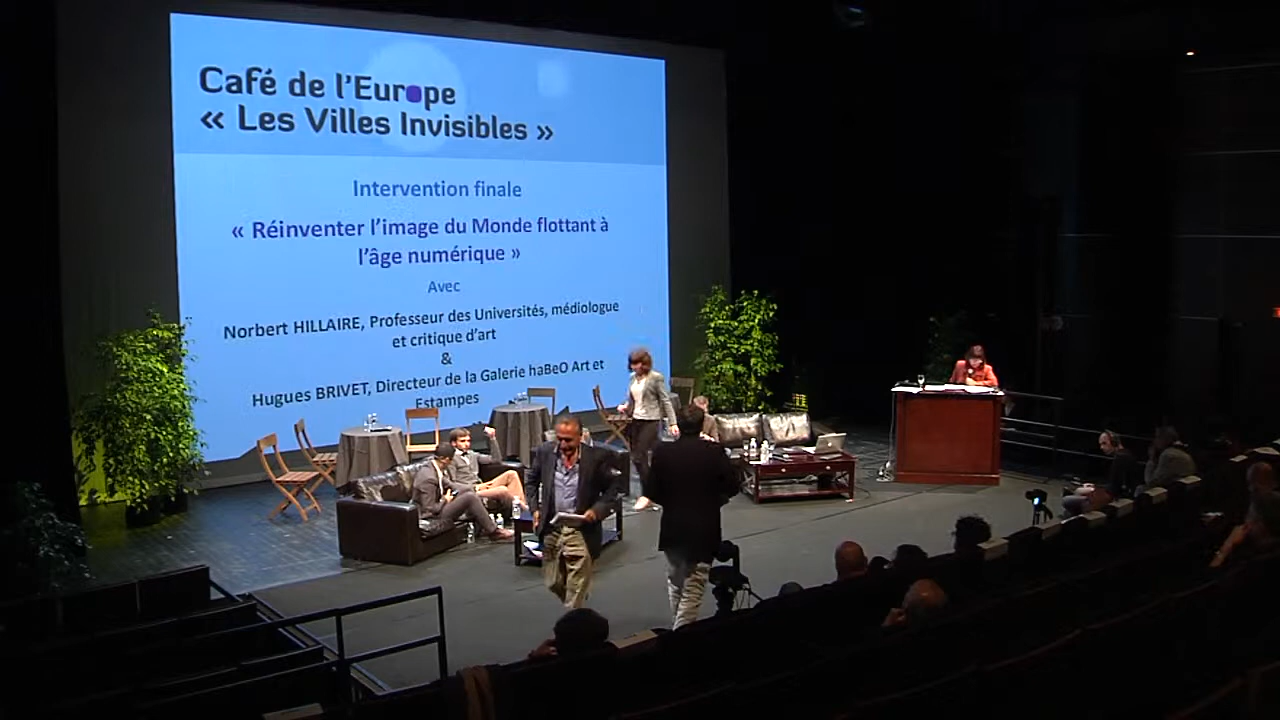 Café de l'Europe
« Les Villes Invisibles »
Intervention finale
« Réinventer l'image du Monde flottant à
l'âge numérique »
Avec
Norbert HILLAIRE, Professeur des Universités, médiologue
et critique d'art
&
Hugues BRIVET, Directeur de la Galerie haBeO Art et
Estampes